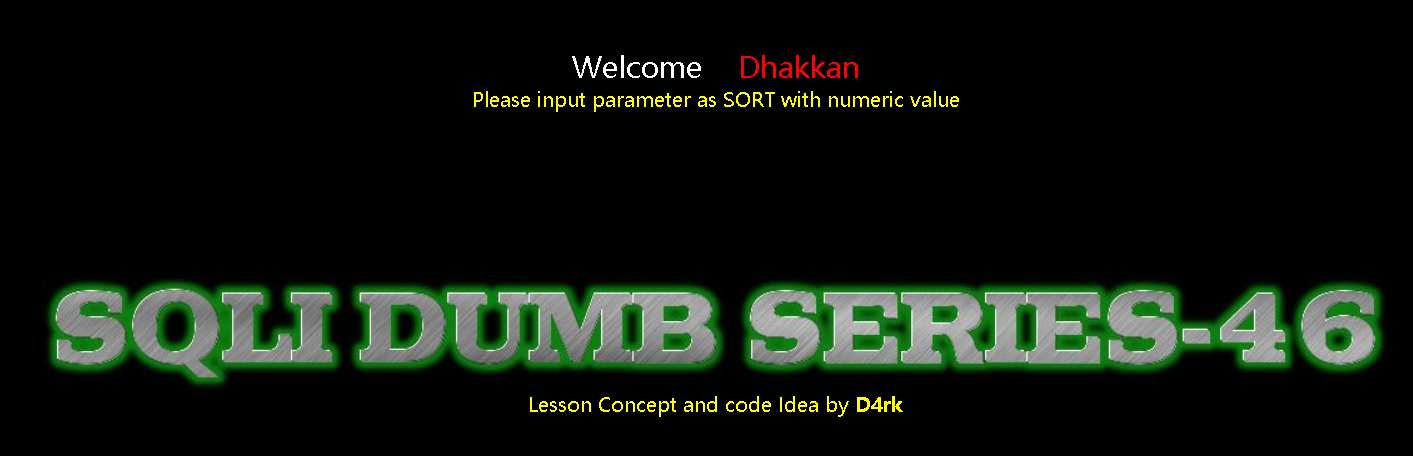 Welcome Dhakkan
Please input parameter as SORT with numeric value
SQLI DUMB SERIES-46
Lesson Concept and code Idea by D4rk